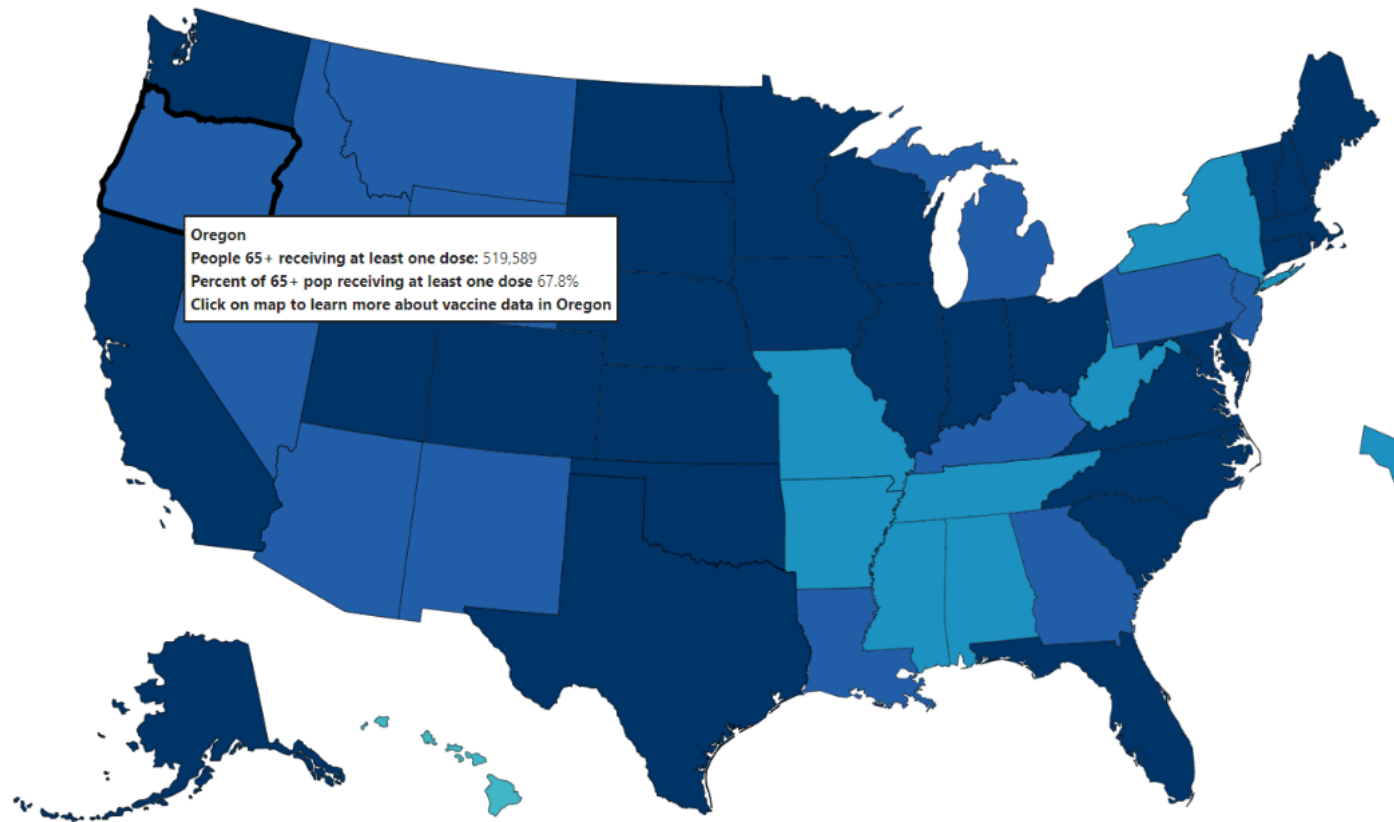 Oregon
People 65+ receiving at least one dose: 519,589
Percent of 65+ pop receiving at least one dose 67.8%
Click on map to learn more about vaccine data in Oregon